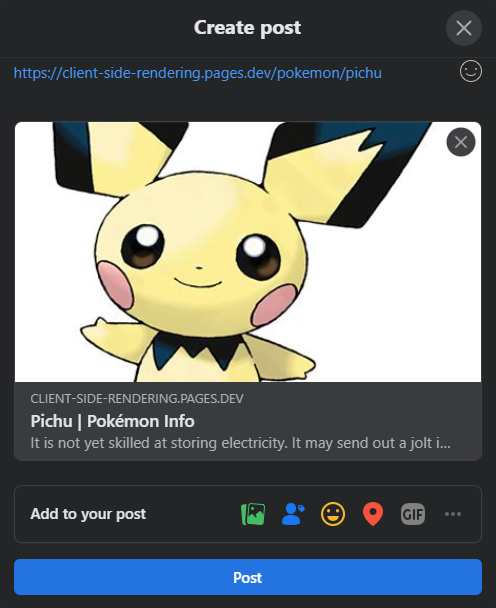 Create post
https://client-side-rendering.pages.dev/pokemon/pichu
CLIENT-SIDE-RENDERING.PAGES.DEV
Pichu | Pokémon Info
It is not yet skilled at storing electricity. It may send out a jolt i...
Add to your post
GIF
Post